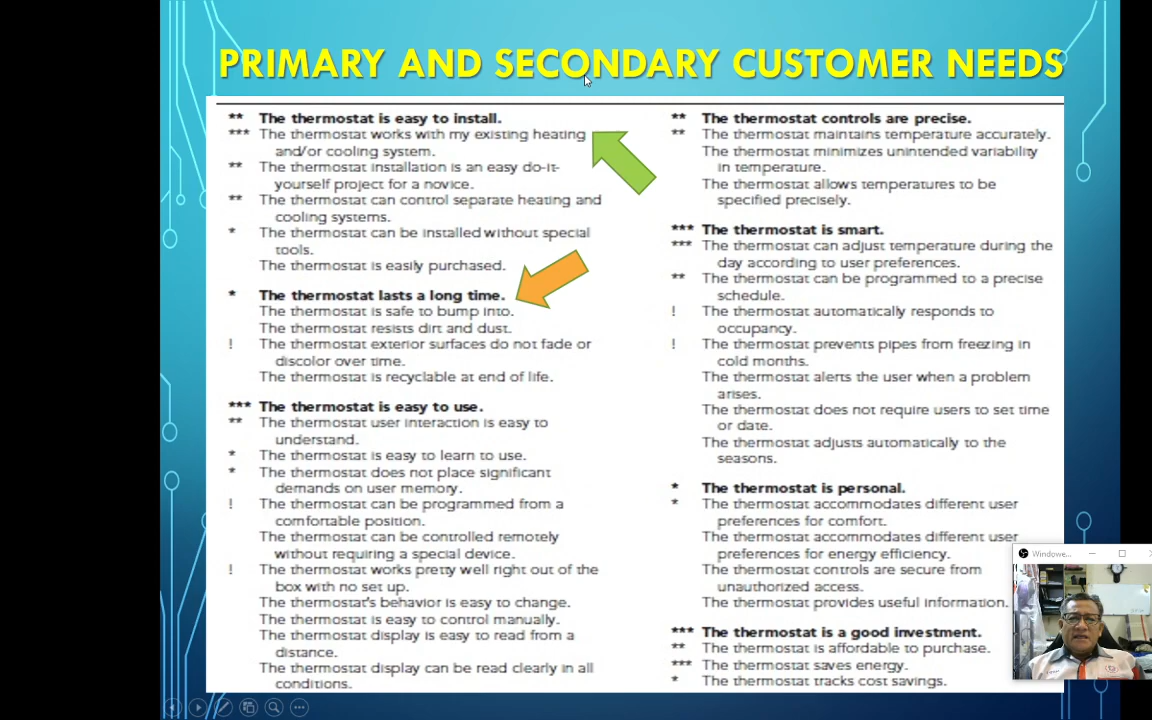 PRIMARY AND SECONDARY CUSTOMER NEEDS
** The thermostat is easy to install.
*** The thermostat works with my existing heating
and/or cooling system.
** The thermostat installation is an easy do-it-
yourself project for a novice.
** The thermostat can control separate heating and
cooling systems.
* The thermostat can be installed without special
tools.
The thermostat is easily purchased.
* The thermostat lasts a long time.
The thermostat is safe to bump into.
The thermostat resists dirt and dust.
! The thermostat exterior surfaces do not fade or
discolor over time.
The thermostat is recyclable at end of life.
*** The thermostat is easy to use.
** The thermostat user interaction is easy to
understand.
* The thermostat is easy to learn to use.
* The thermostat does not place significant
demands on user memory.
! The thermostat can be programmed from a
comfortable position.
The thermostat can be controlled remotely
without requiring a special device.
! The thermostat works pretty well right out of the
box with no set up.
The thermostat's behavior is easy to change.
The thermostat is easy to control manually.
The thermostat display is easy to read from a
distance.
The thermostat display can be read clearly in all
conditions.
** The thermostat controls are precise.
** The thermostat maintains temperature accurately.
The thermostat minimizes unintended variability
in temperature.
The thermostat allows temperatures to be
specified precisely.
*** The thermostat is smart.
*** The thermostat can adjust temperature during the
day according to user preferences.
** The thermostat can be programmed to a precise
schedule.
! The thermostat automatically responds to
occupancy.
! The thermostat prevents pipes from freezing in
cold months.
The thermostat alerts the user when a problem
arises.
The thermostat does not require users to set time
or date.
The thermostat adjusts automatically to the
seasons.
* The thermostat is personal.
* The thermostat accommodates different user
preferences for comfort.
The thermostat accommodates different user
preferences for energy efficiency.
The thermostat controls are secure from
unauthorized access.
The thermostat provides useful information.
*** The thermostat is a good investment.
** The thermostat is affordable to purchase.
*** The thermostat saves energy.
* The thermostat tracks cost savings.
Windowe...